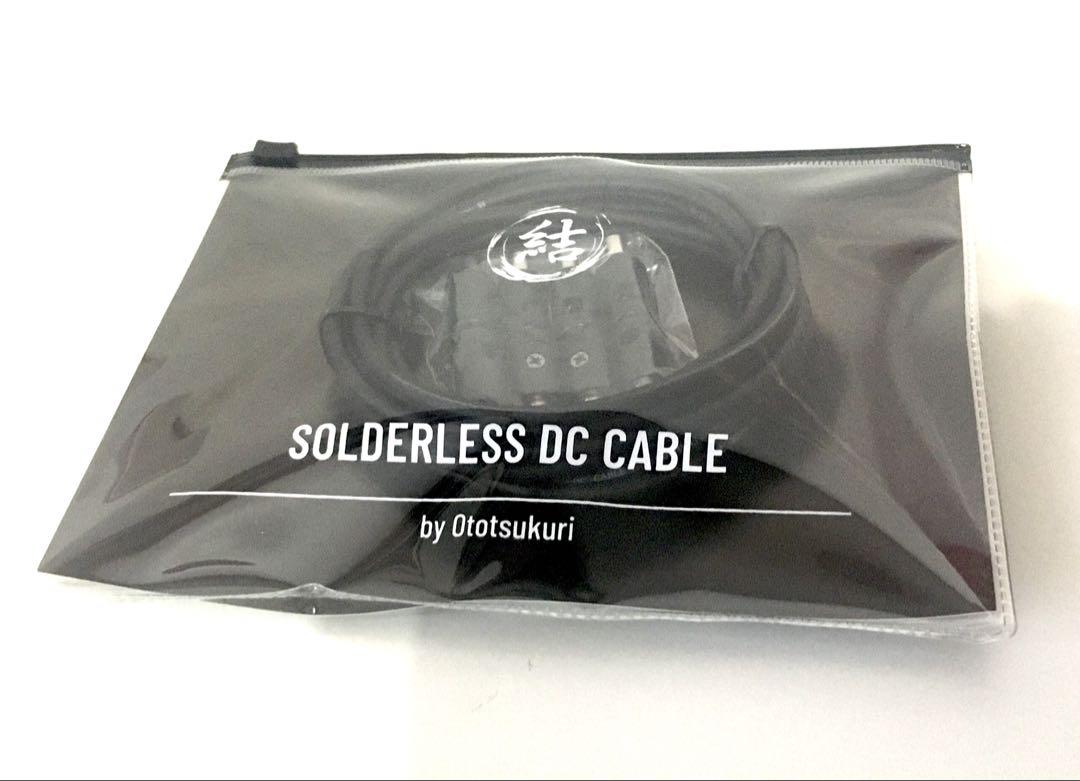 結
SOLDERLESS DC CABLE
by Ototsukuri